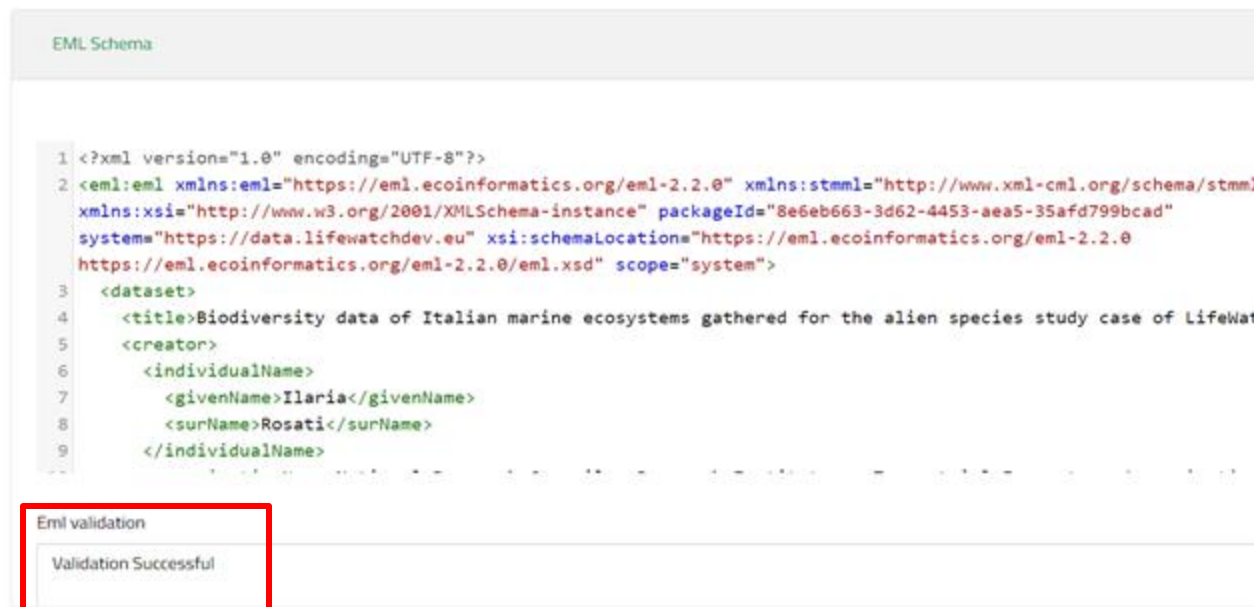 EML Schema
1 <?xml version="1.0" encoding="UTF-8"?>
2 <eml:eml xmlns:eml="https://eml.ecoinformatics.org/eml-2.2.0" xmlns:stmml="http://www.xml-cml.org/schema/stmml
xmlns:xsi="http://www.w3.org/2001/XMLSchema-instance" packageId="8e6eb663-3d62-4453-aea5-35afd799bcad"
system="https://data.lifewatchdev.eu" xsi:schemaLocation="https://eml.ecoinformatics.org/eml-2.2.0
https://eml.ecoinformatics.org/eml-2.2.0/eml.xsd" scope="system">
3 <dataset>
4 <title>Biodiversity data of Italian marine ecosystems gathered for the alien species study case of LifeWat
5 <creator>
6 <individualName>
7 <givenName>Ilaria</givenName>
8 <surName>Rosati</surName>
9 </individualName>
Eml validation
Validation Successful